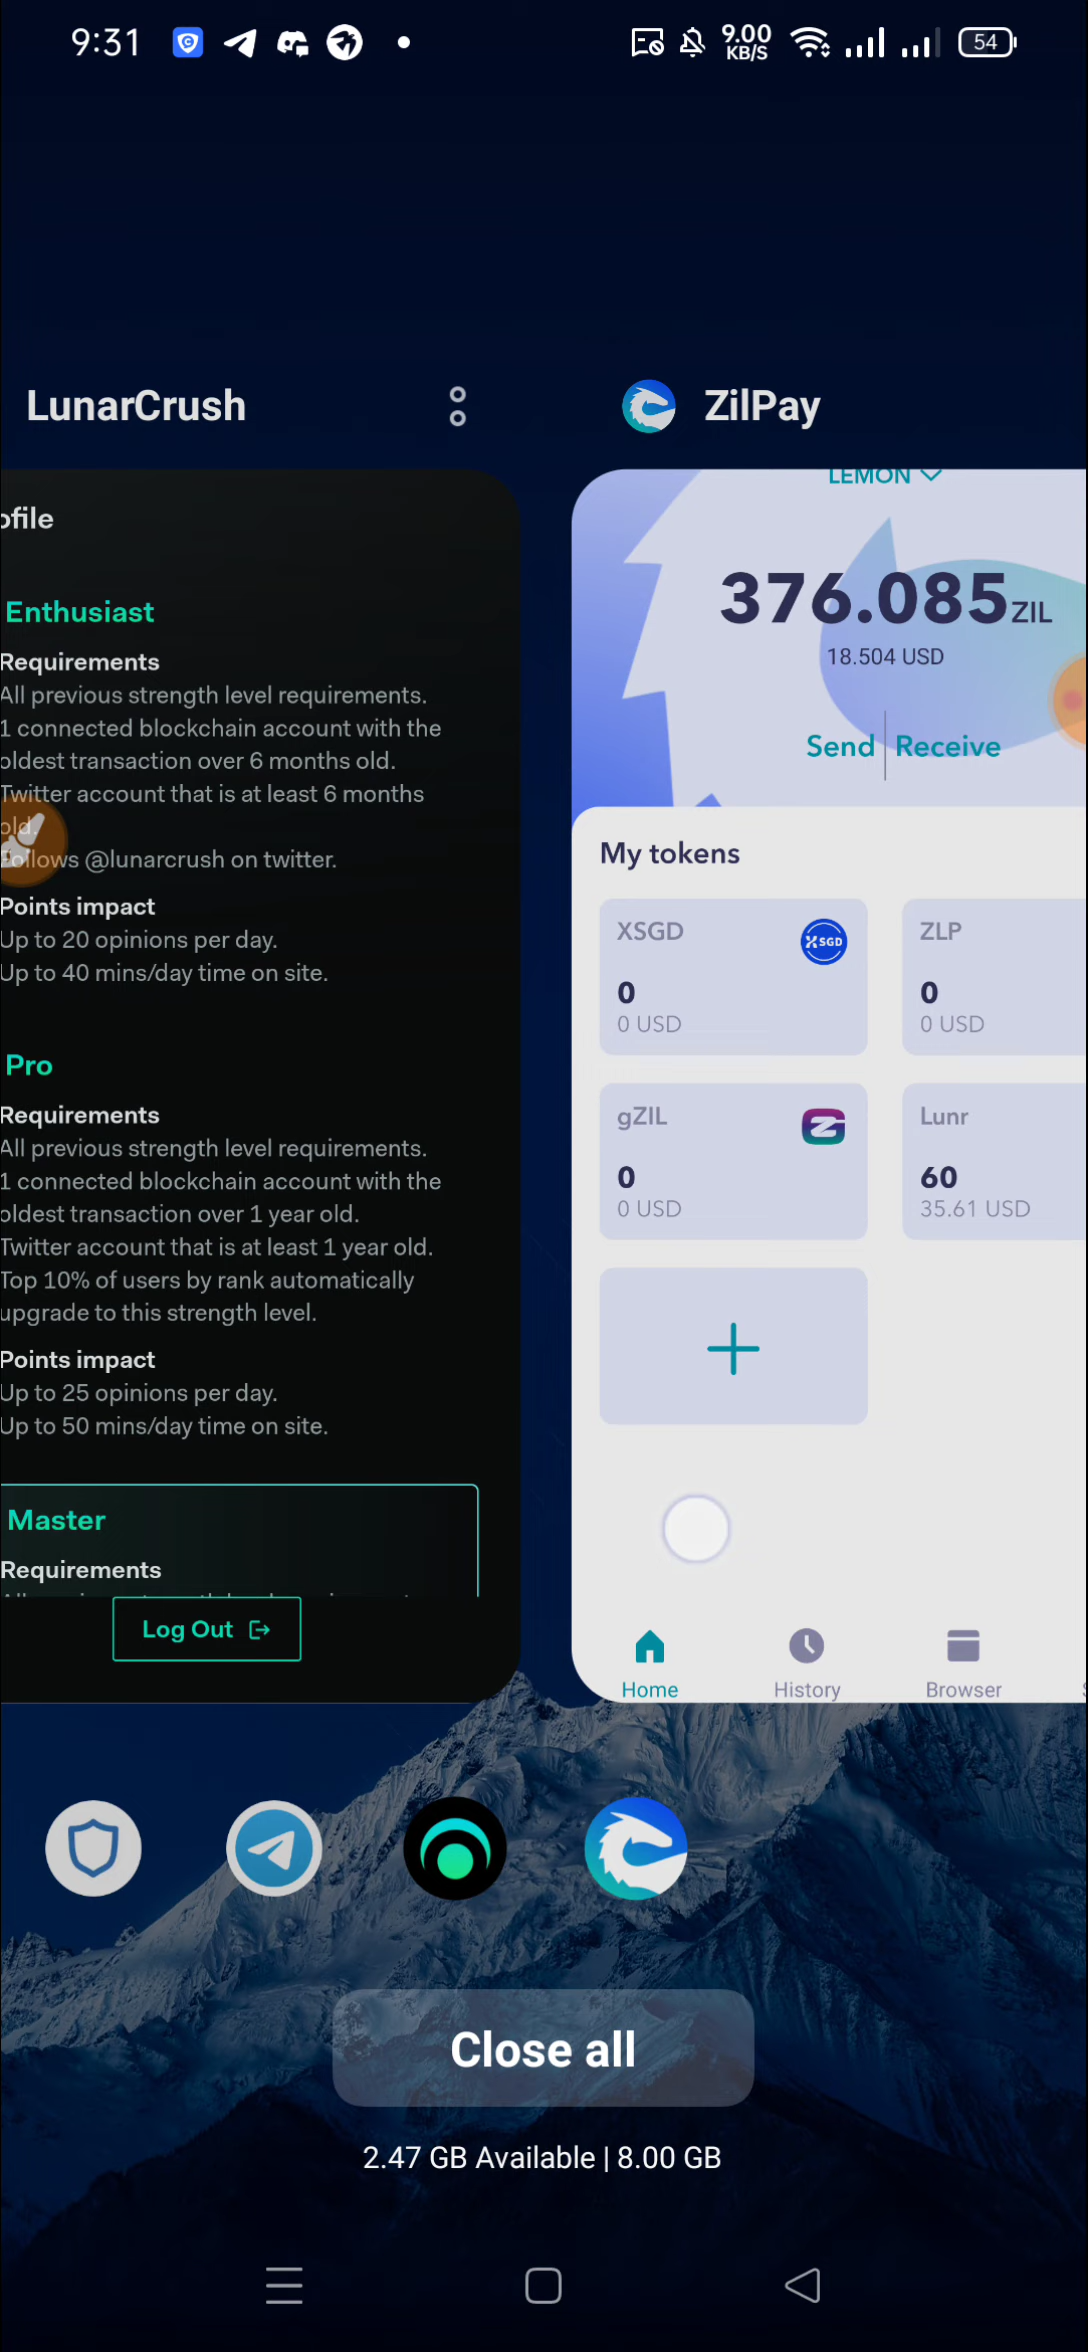 9:31
9.00
KB/S
54
LunarCrush
ZilPay
ofile
Enthusiast
Requirements
All previous strength level requirements.
1 connected blockchain account with the
oldest transaction over 6 months old.
Twitter account that is at least 6 months
old.
Follows @lunarcrush on twitter.
Points impact
Up to 20 opinions per day.
Up to 40 mins/day time on site.
Pro
Requirements
All previous strength level requirements.
1 connected blockchain account with the
oldest transaction over 1 year old.
Twitter account that is at least 1 year old.
Top 10% of users by rank automatically
upgrade to this strength level.
Points impact
Up to 25 opinions per day.
Up to 50 mins/day time on site.
Master
Requirements
Log Out
LEMON
376.085 ZIL
18.504 USD
Send
Receive
My tokens
XSGD
XSGD
0
0 USD
ZLP
0
0 USD
gZIL
0
0 USD
Lunr
60
35.61 USD
Home
History
Browser
Close all
2.47 GB Available | 8.00 GB